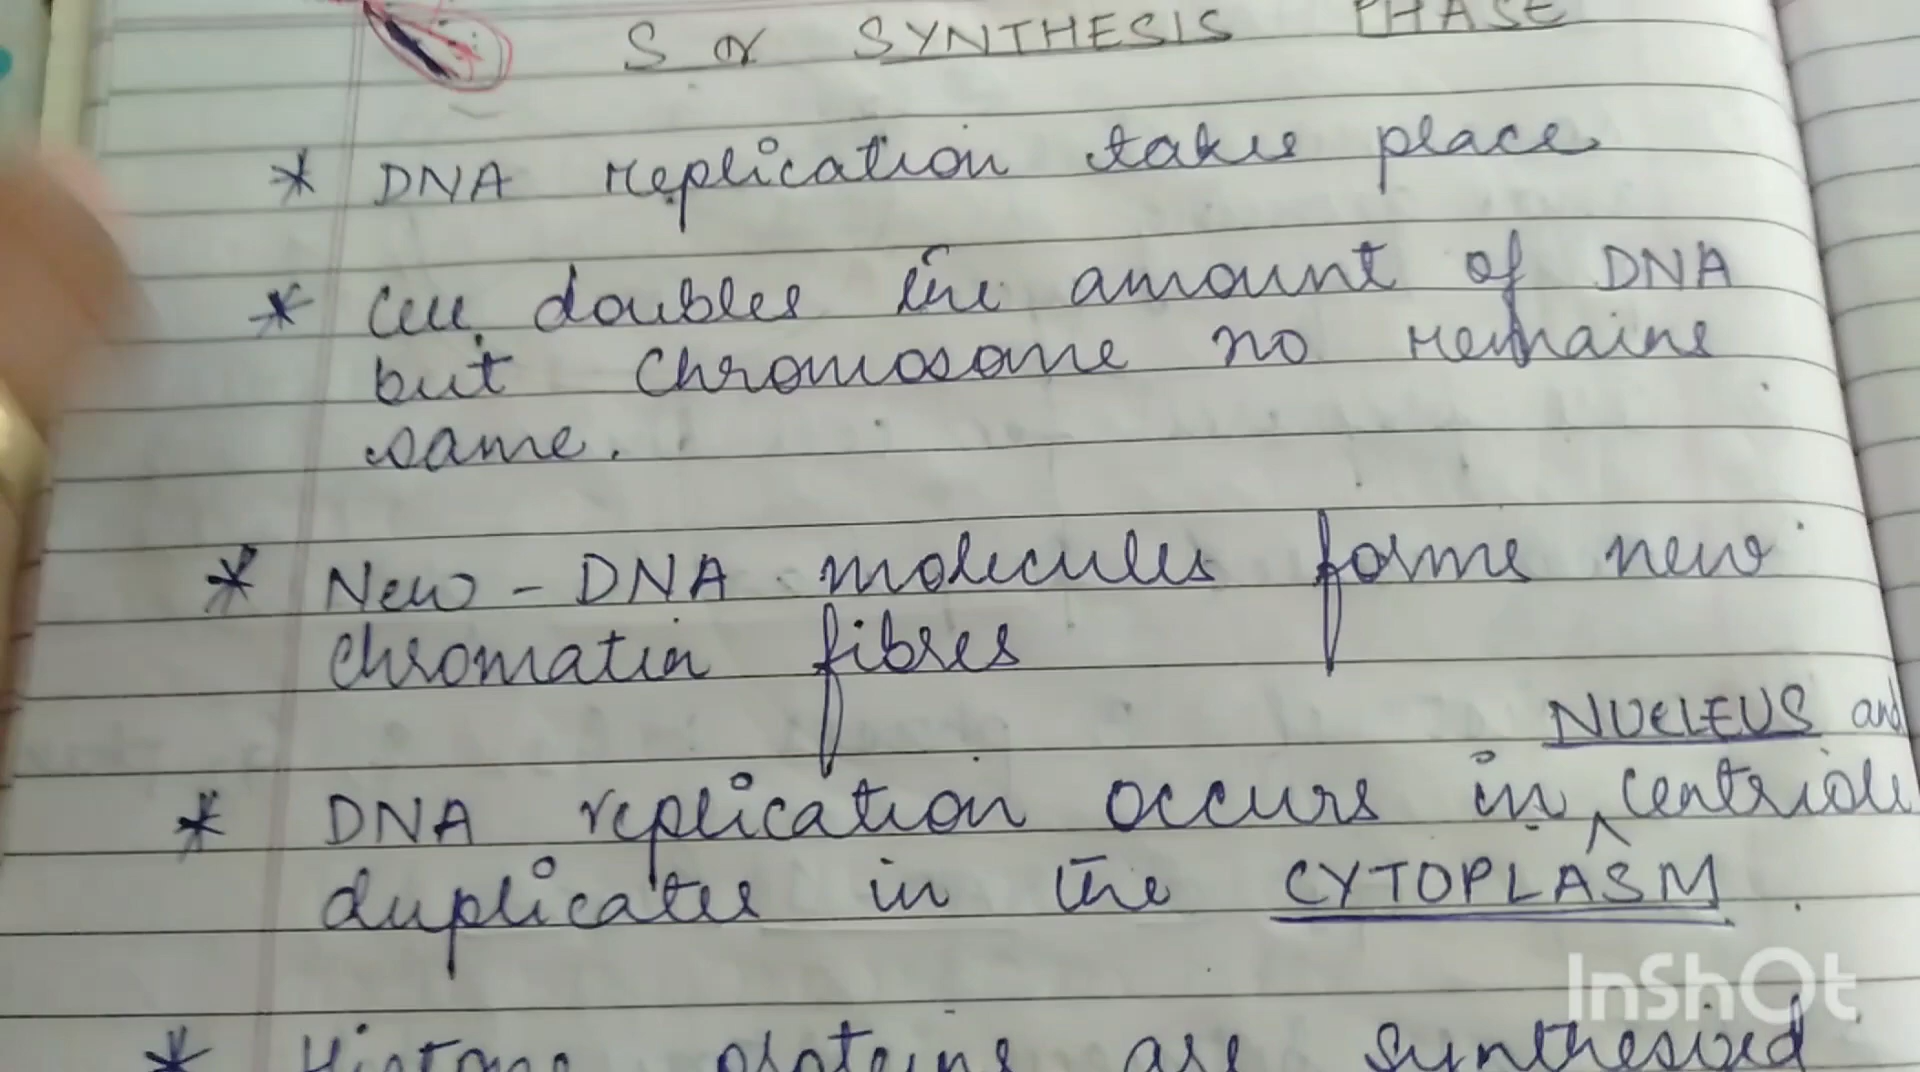 S or SYNTHESIS PHASE
* DNA replication takes place
* Cell doubles the amount of DNA
but chromosome no remains
same.
* New - DNA molecules forms new
chromatin fibres
NUCLEUS and
* DNA replication occurs in ^ centriole
duplicates in the CYTOPLASM
* Histone proteins are synthesized
InShOt